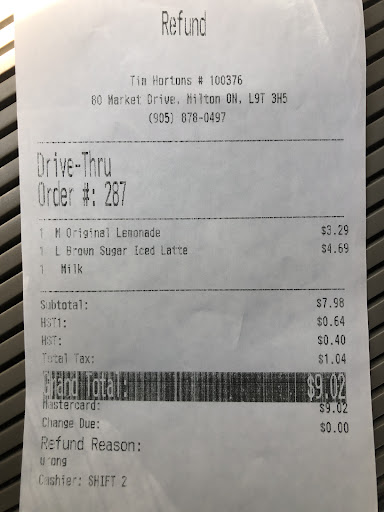 Refund
Tim Hortons # 100376
80 Market Drive, Milton ON, L9T 3H5
(905) 878-0497
Drive-Thru
Order #: 287
1 M Original Lemonade $3.29
1 L Brown Sugar Iced Latte $4.69
1 Milk
Subtotal: $7.98
HST1: $0.64
HST: $0.40
Total Tax: $1.04
Grand Total: $9.02
Mastercard: $9.02
Change Due: $0.00
Refund Reason:
wrong
Cashier: SHIFT 2